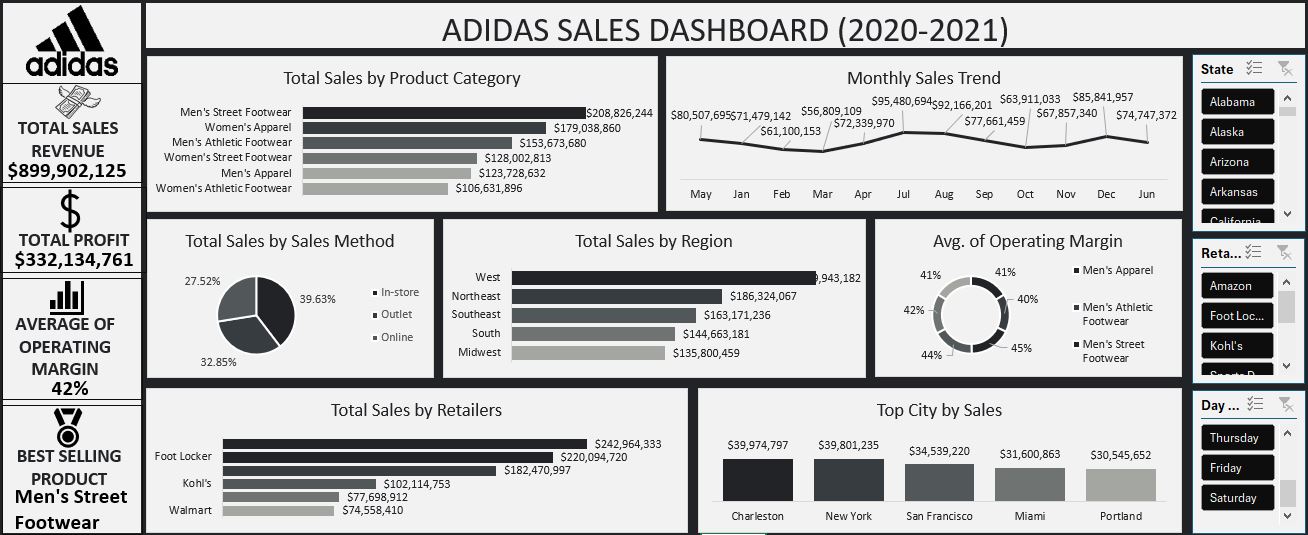 adidas
TOTAL SALES
REVENUE
$899,902,125
TOTAL PROFIT
$332,134,761
AVERAGE OF
OPERATING
MARGIN
42%
BEST SELLING
PRODUCT
Men's Street
Footwear
ADIDAS SALES DASHBOARD (2020-2021)
Total Sales by Product Category
Men's Street Footwear $208,826,244
Women's Apparel $179,038,860
Men's Athletic Footwear $153,673,680
Women's Street Footwear $128,002,813
Men's Apparel $123,728,632
Women's Athletic Footwear $106,631,896
Monthly Sales Trend
$80,507,695
$71,479,142
$61,100,153
$56,809,109
$72,339,970
$95,480,694
$92,166,201
$77,661,459
$63,911,033
$67,857,340
$85,841,957
$74,747,372
May Jan Feb Mar Apr Jul Aug Sep Oct Nov Dec Jun
Total Sales by Sales Method
27.52%
39.63%
32.85%
In-store
Outlet
Online
Total Sales by Region
West 9,943,182
Northeast $186,324,067
Southeast $163,171,236
South $144,663,181
Midwest $135,800,459
Avg. of Operating Margin
41%
41%
40%
42%
44%
45%
Men's Apparel
Men's Athletic
Footwear
Men's Street
Footwear
Total Sales by Retailers
$242,964,333
Foot Locker $220,094,720
$182,470,997
Kohl's $102,114,753
$77,698,912
Walmart $74,558,410
Top City by Sales
$39,974,797 $39,801,235 $34,539,220 $31,600,863 $30,545,652
Charleston New York San Francisco Miami Portland
State
Alabama
Alaska
Arizona
Arkansas
California
Reta...
Amazon
Foot Loc...
Kohl's
Sports D...
Day ...
Thursday
Friday
Saturday